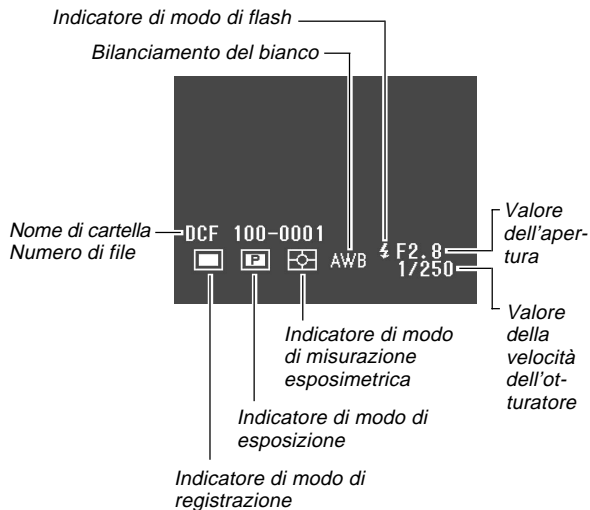 Indicatore di modo di flash
Bilanciamento del bianco
Nome di cartella
Numero di file
DCF 100-0001
P
AWB
F2.8
1/250
Valore
dell'aper-
tura
Valore
della
velocità
dell'ot-
turatore
Indicatore di modo
di misurazione
esposimetrica
Indicatore di modo di
esposizione
Indicatore di modo di
registrazione